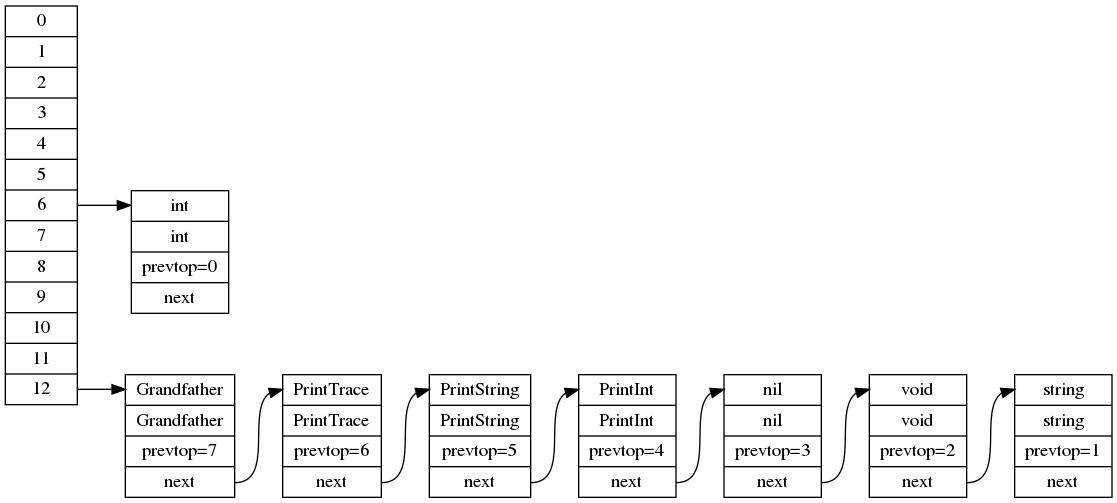 0
1
2
3
4
5
6
7
8
9
10
11
12
int
int
prevtop=0
next
Grandfather
Grandfather
prevtop=7
next
PrintTrace
PrintTrace
prevtop=6
next
PrintString
PrintString
prevtop=5
next
PrintInt
PrintInt
prevtop=4
next
nil
nil
prevtop=3
next
void
void
prevtop=2
next
string
string
prevtop=1
next